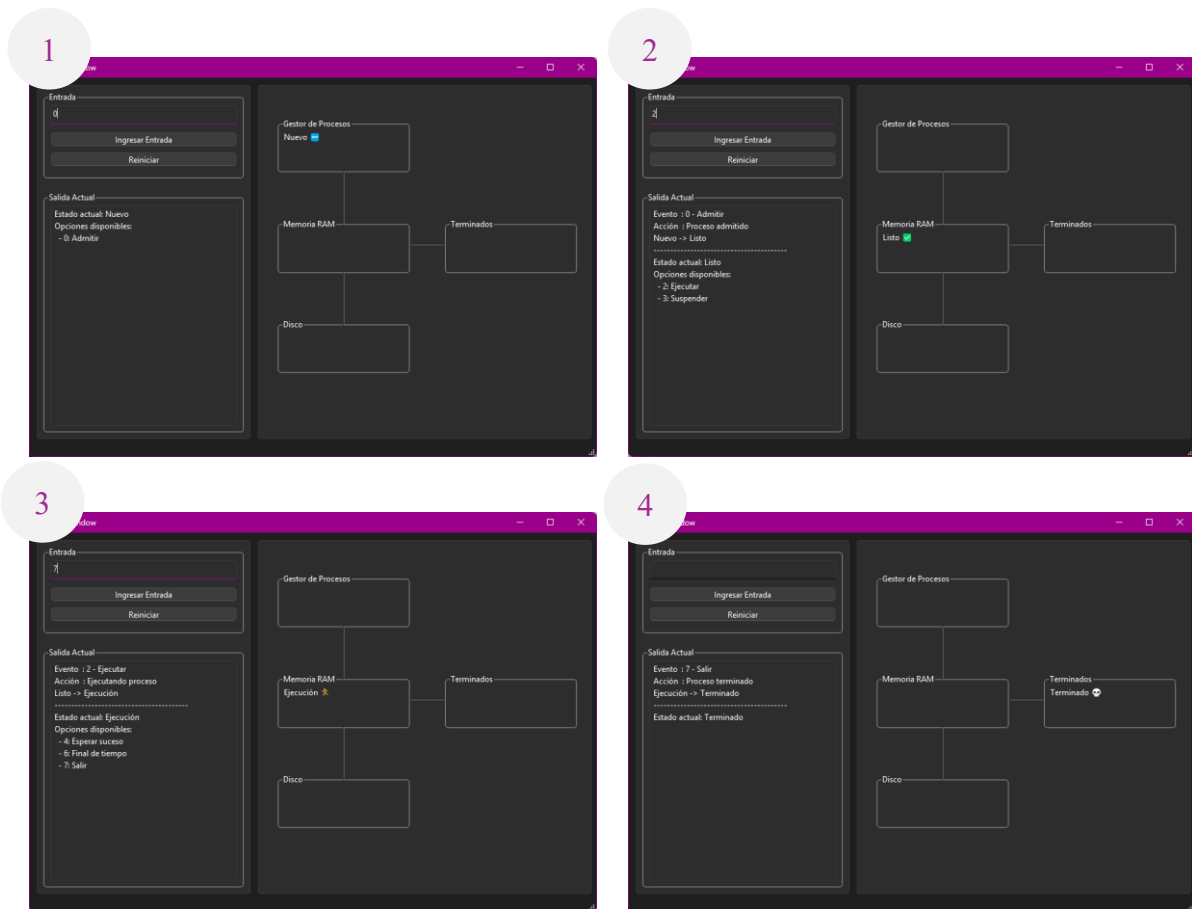 1
ow
Entrada
0
Ingresar Entrada
Reiniciar
Salida Actual
Estado actual: Nuevo
Opciones disponibles:
- 0: Admitir
Gestor de Procesos
Nuevo
Memoria RAM
Terminados
Disco
2
ow
Entrada
2
Ingresar Entrada
Reiniciar
Salida Actual
Evento : 0 - Admitir
Acción : Proceso admitido
Nuevo -> Listo
----------------------------------------
Estado actual: Listo
Opciones disponibles:
- 2: Ejecutar
- 3: Suspender
Gestor de Procesos
Memoria RAM
Listo ✅
Terminados
Disco
3
ndow
Entrada
7
Ingresar Entrada
Reiniciar
Salida Actual
Evento : 2 - Ejecutar
Acción : Ejecutando proceso
Listo -> Ejecución
----------------------------------------
Estado actual: Ejecución
Opciones disponibles:
- 4: Esperar suceso
- 6: Final de tiempo
- 7: Salir
Gestor de Procesos
Memoria RAM
Ejecución
Terminados
Disco
4
ow
Entrada
Ingresar Entrada
Reiniciar
Salida Actual
Evento : 7 - Salir
Acción : Proceso terminado
Ejecución -> Terminado
----------------------------------------
Estado actual: Terminado
Gestor de Procesos
Memoria RAM
Terminados
Terminado 💀
Disco